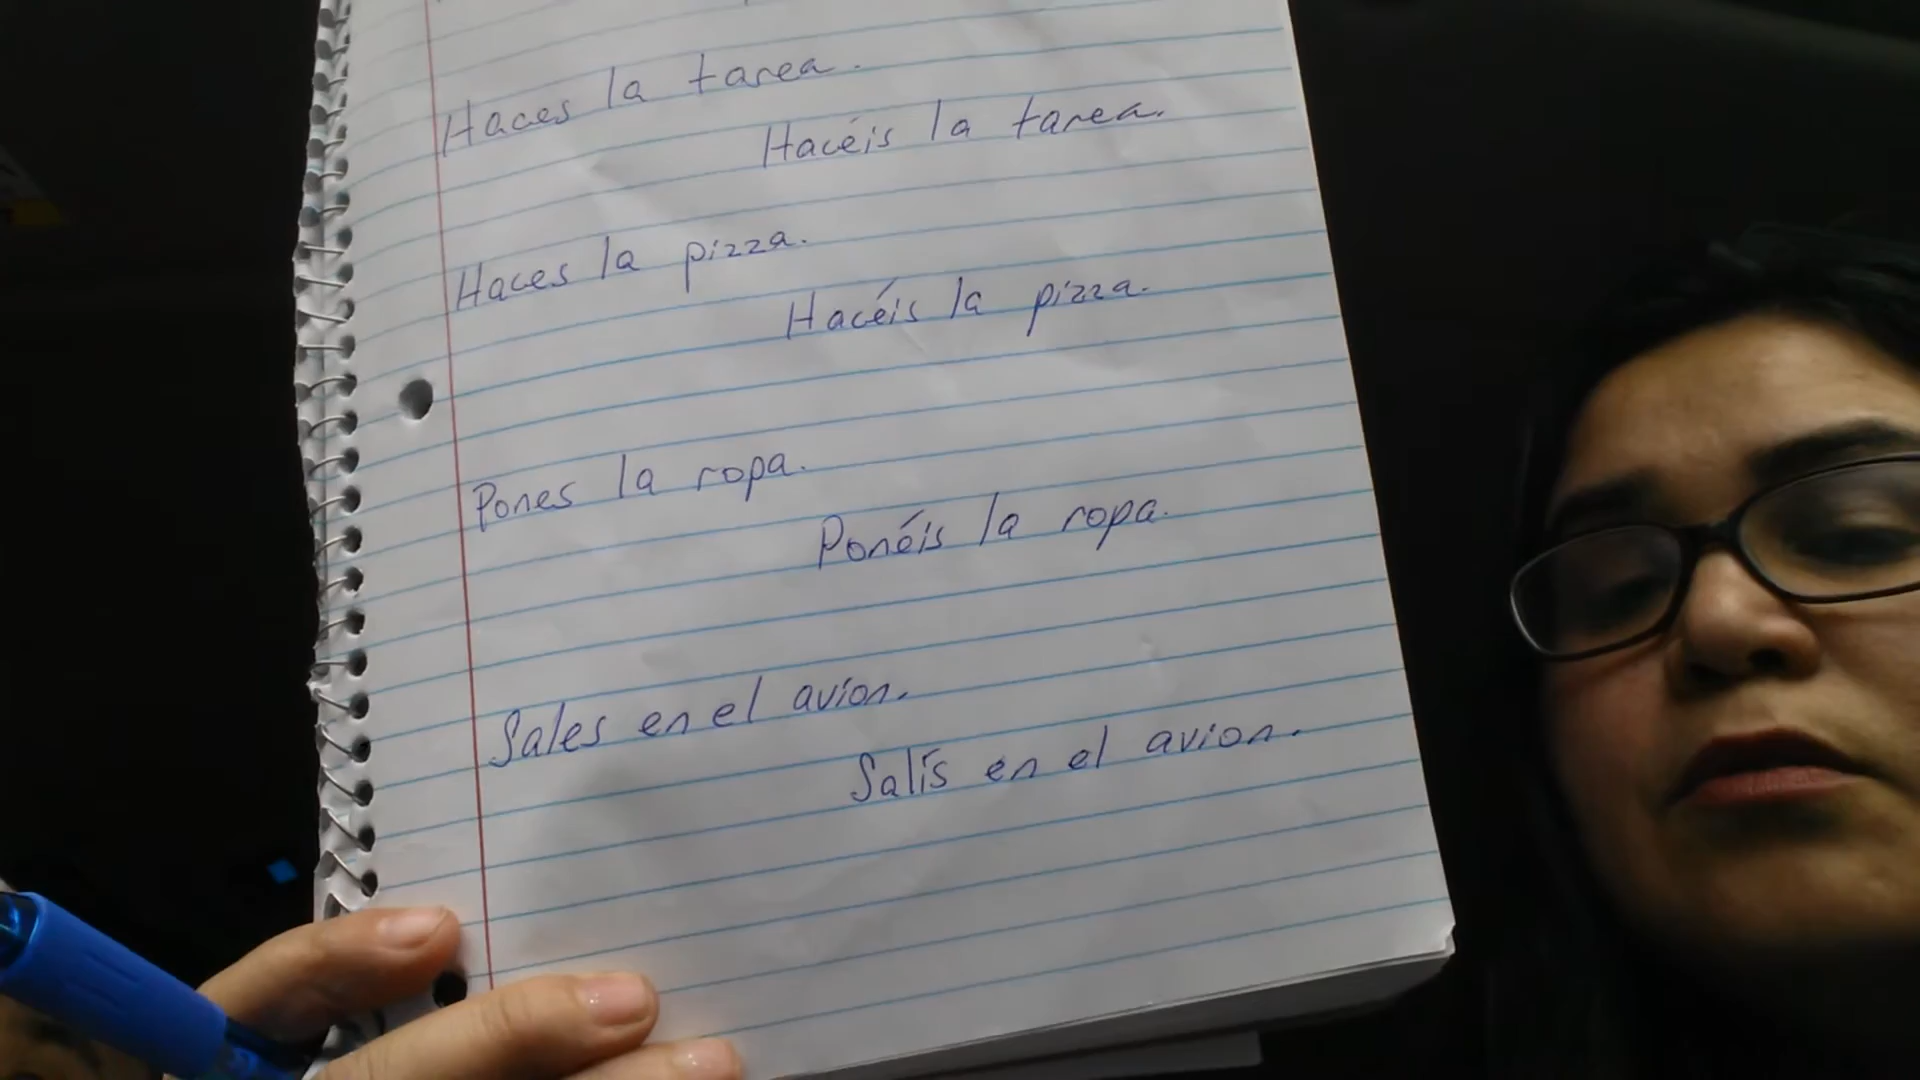 Haces la tarea.
Hacéis la tarea.
Haces la pizza.
Hacéis la pizza.
Pones la ropa.
Ponéis la ropa.
Sales en el avion.
Salís en el avion.